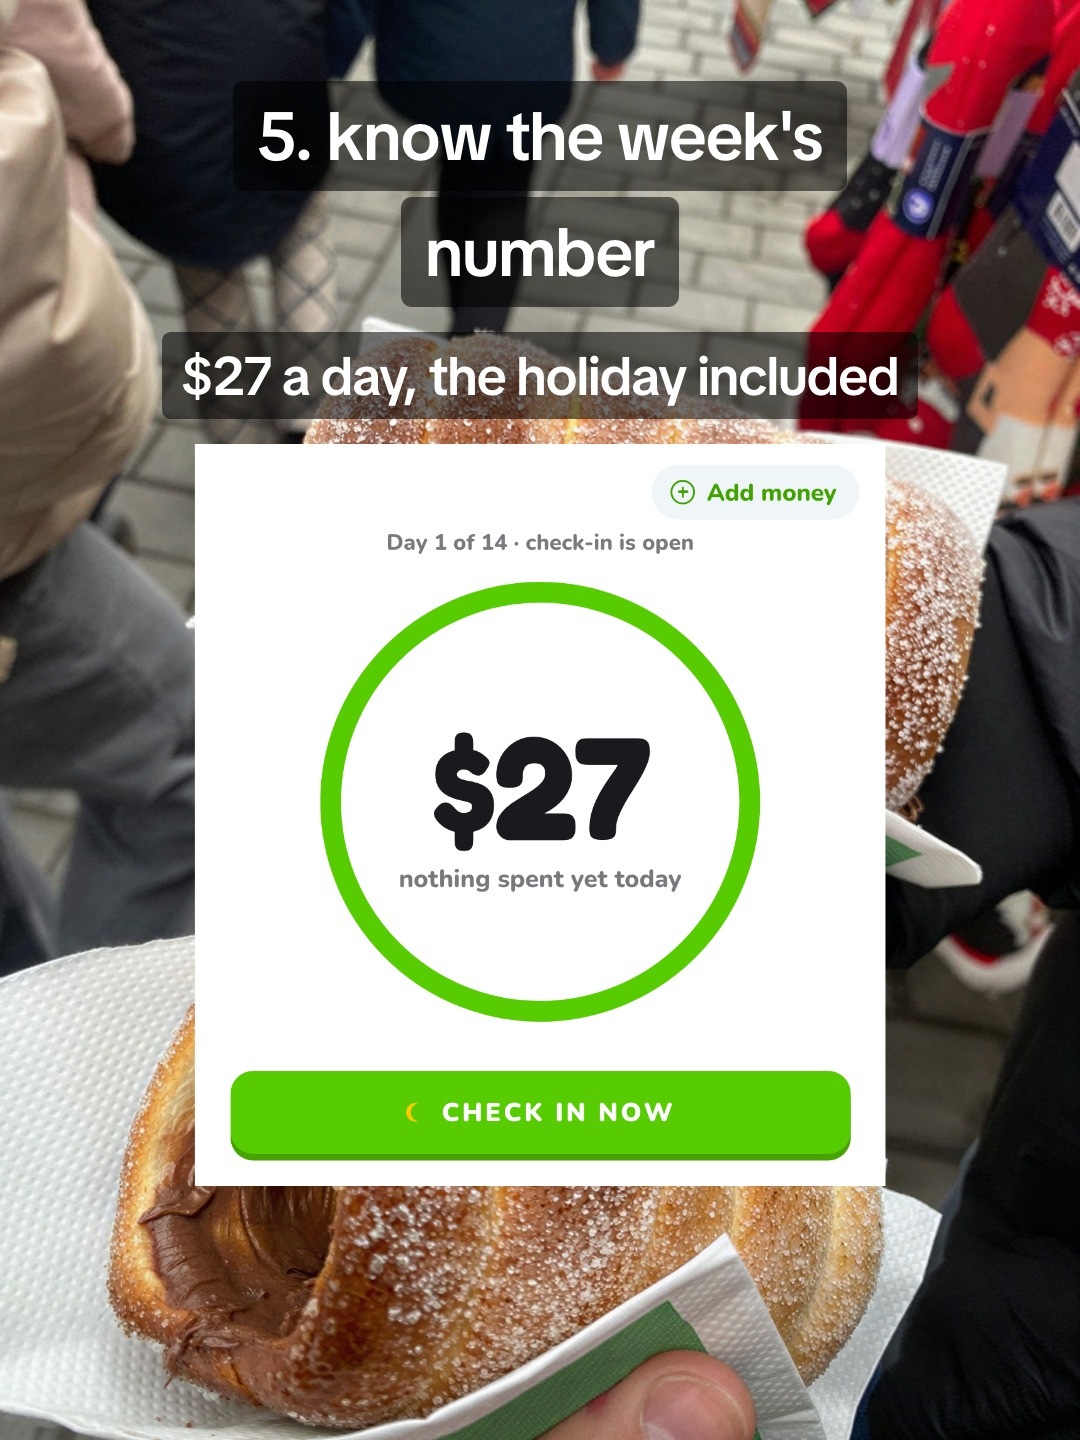 5. know the week's
number
$27 a day, the holiday included
Add money
Day 1 of 14 · check-in is open
$27
nothing spent yet today
CHECK IN NOW